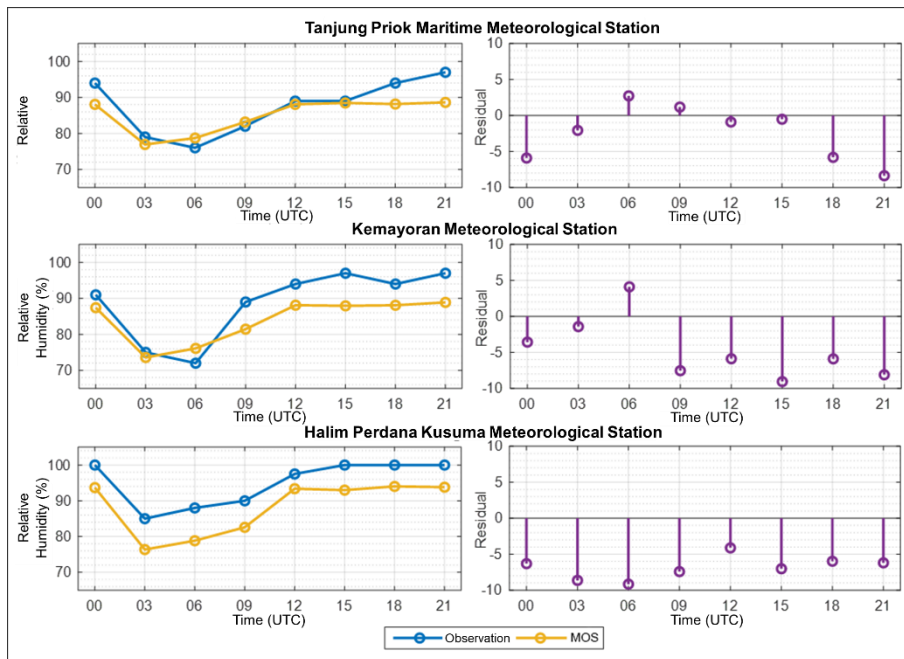 Tanjung Priok Maritime Meteorological Station
Relative
100
90
80
70
00 03 06 09 12 15 18 21
Time (UTC)
Residual
10
5
0
-5
-10
00 03 06 09 12 15 18 21
Time (UTC)
Kemayoran Meteorological Station
Relative
Humidity (%)
100
90
80
70
00 03 06 09 12 15 18 21
Time (UTC)
Residual
10
5
0
-5
-10
00 03 06 09 12 15 18 21
Time (UTC)
Halim Perdana Kusuma Meteorological Station
Relative
Humidity (%)
100
90
80
70
00 03 06 09 12 15 18 21
Time (UTC)
Residual
10
5
0
-5
-10
00 03 06 09 12 15 18 21
Time (UTC)
Observation MOS